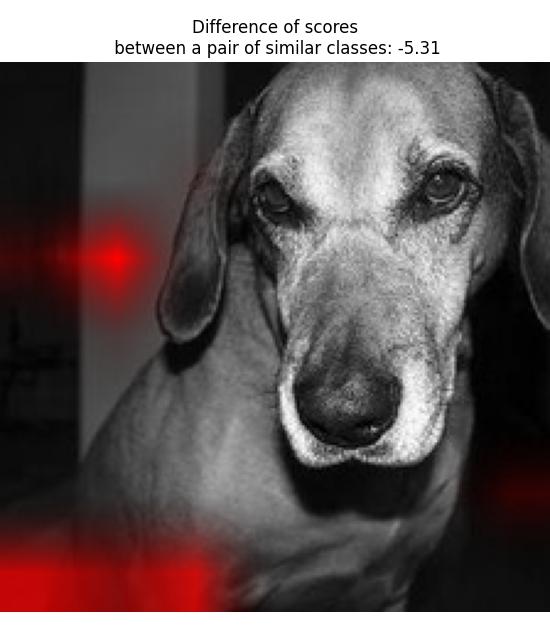 Difference of scores
between a pair of similar classes: -5.31